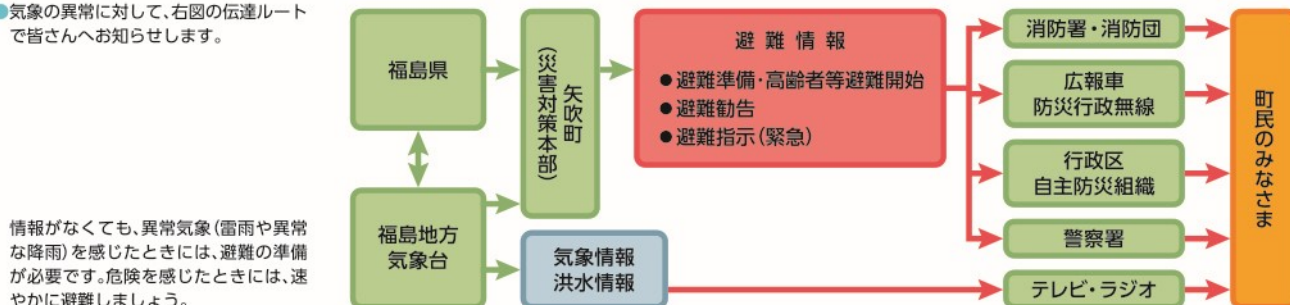 ●気象の異常に対して、右図の伝達ルート
で皆さんへお知らせします。
情報がなくても、異常気象(雷雨や異常
な降雨)を感じたときには、避難の準備
が必要です。危険を感じたときには、速
やかに避難しましょう。
福島県
福島地方
気象台
矢吹町
(災害対策本部)
気象情報
洪水情報
避難情報
●避難準備・高齢者等避難開始
●避難勧告
●避難指示(緊急)
消防署・消防団
広報車
防災行政無線
行政区
自主防災組織
警察署
テレビ・ラジオ
町民のみなさま